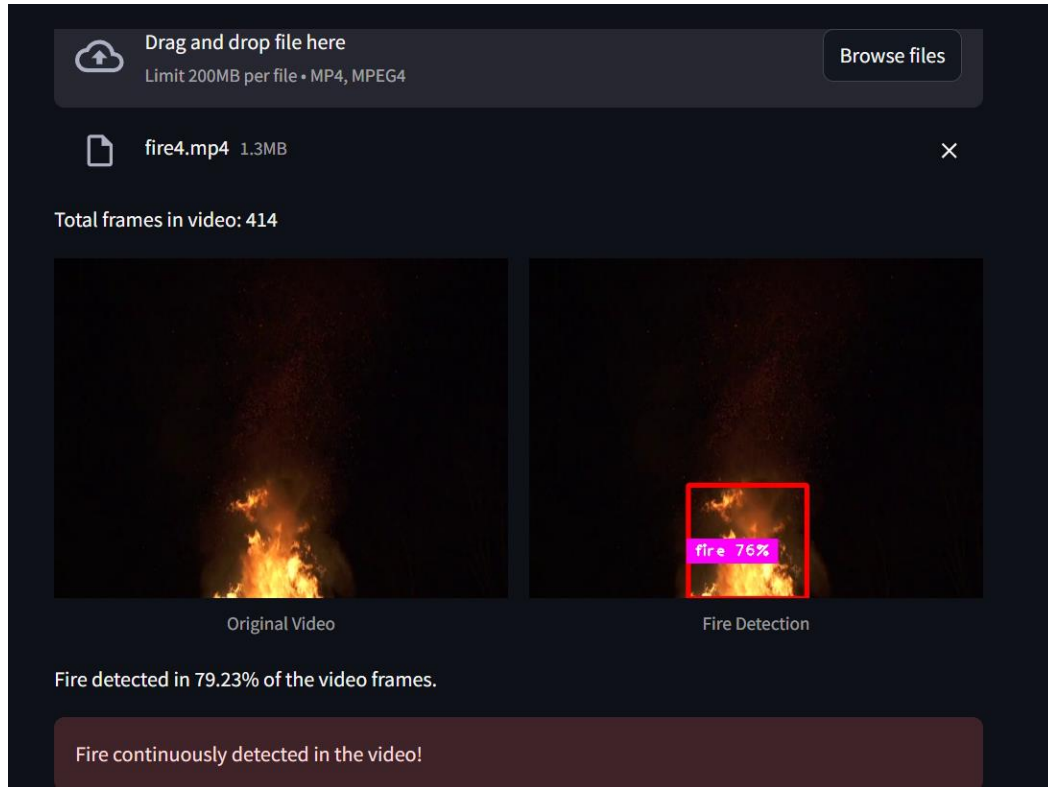 Drag and drop file here
Browse files
Limit 200MB per file • MP4, MPEG4
fire4.mp4 1.3MB
Total frames in video: 414
fire 76%
Original Video
Fire Detection
Fire detected in 79.23% of the video frames.
Fire continuously detected in the video!